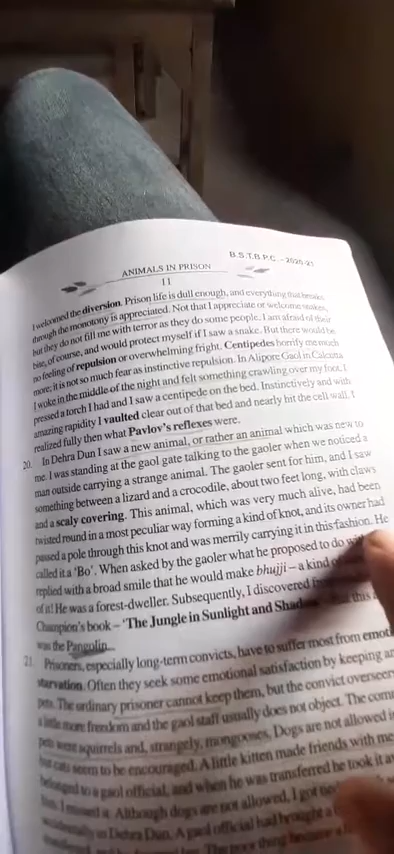 B.S.T.B.P.C. - 2020-21
ANIMALS IN PRISON
11
I welcomed the diversion. Prison life is dull enough, and everything that breaks
through the monotony is appreciated. Not that I appreciate or welcome snakes,
but they do not fill me with terror as they do some people. I am afraid of their
bite, of course, and would protect myself if I saw a snake. But there would be
no feeling of repulsion or overwhelming fright. Centipedes horrify me much
more; it is not so much fear as instinctive repulsion. In Alipore Gaol in Calcutta
I woke in the middle of the night and felt something crawling over my foot. I
pressed a torch I had and I saw a centipede on the bed. Instinctively and with
amazing rapidity I vaulted clear out of that bed and nearly hit the cell wall. I
realized fully then what Pavlov's reflexes were.
20. In Dehra Dun I saw a new animal, or rather an animal which was new to
me. I was standing at the gaol gate talking to the gaoler when we noticed a
man outside carrying a strange animal. The gaoler sent for him, and I saw
something between a lizard and a crocodile, about two feet long, with claws
and a scaly covering. This animal, which was very much alive, had been
twisted round in a most peculiar way forming a kind of knot, and its owner had
passed a pole through this knot and was merrily carrying it in this fashion. He
called it a 'Bo'. When asked by the gaoler what he proposed to do
replied with a broad smile that he would make bhujji – a kind
of it! He was a forest-dweller. Subsequently, I discovered
Champion's book – 'The Jungle in Sunlight and this
was the Pangolin.
21. Prisoners, especially long-term convicts, have to suffer most from
starvation. Often they seek some emotional satisfaction by keeping
pets. The ordinary prisoner cannot keep them, but the convict
a little more freedom and the gaol staff usually does not object. The
pets were squirrels and, strangely, mongooses. Dogs are not allowed
but cats seem to be encouraged. A little kitten made friends with me
belonged to a gaol official, and when he was transferred he took it
him. I missed it. Although dogs are not allowed, I got
in Dehra Dun. A gaol official had brought a
The poor thing became a